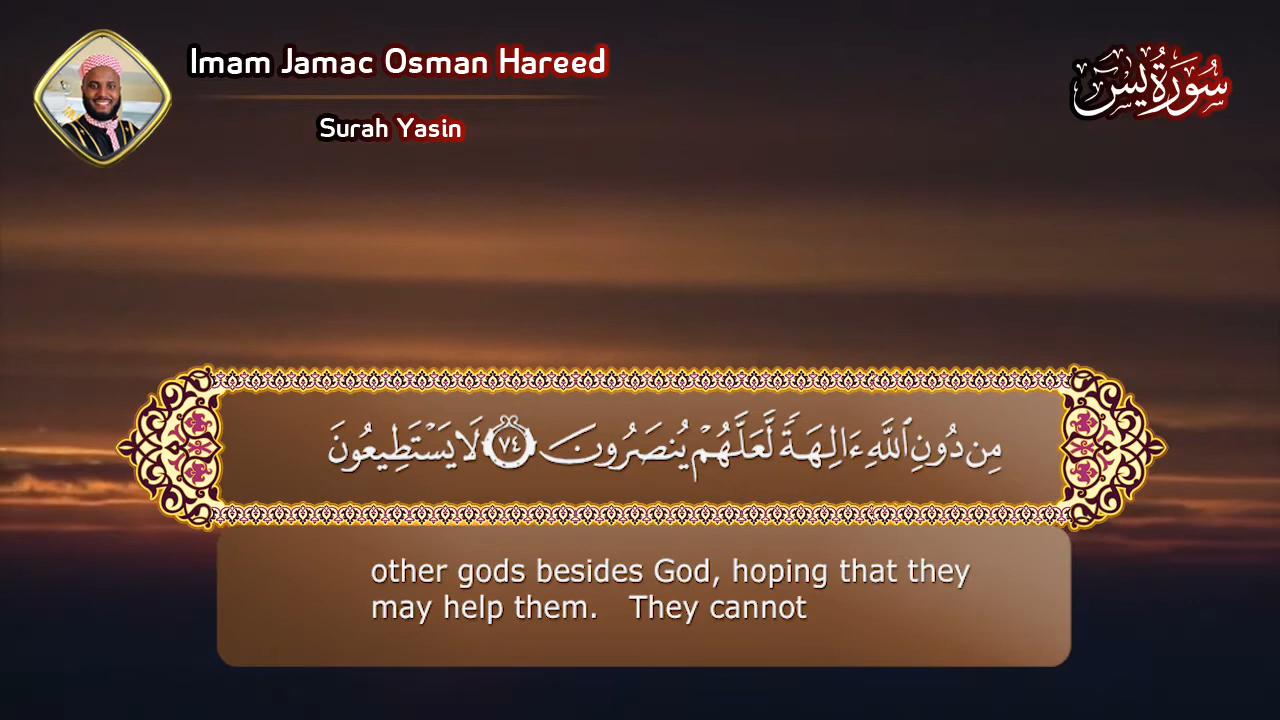 Imam Jamac Osman Hareed
سُورَةُ يسٓ
Surah Yasin
مِن دُونِ ٱللَّهِ ءَالِهَةً لَّعَلَّهُمْ يُنصَرُونَ ٧٤ لَا يَسْتَطِيعُونَ
other gods besides God, hoping that they
may help them. They cannot